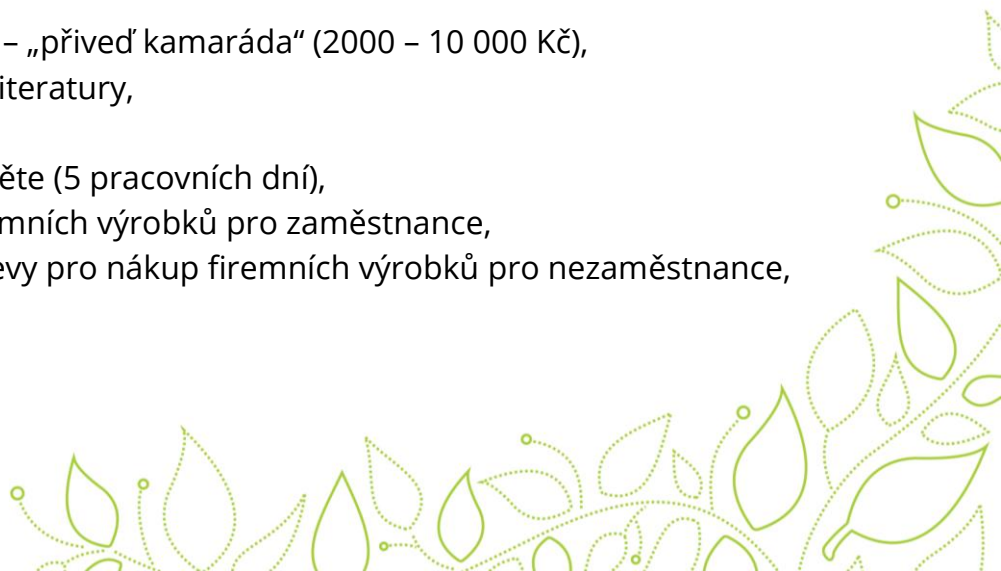 – „přiveď kamaráda“ (2000 – 10 000 Kč),
iteratury,
ěte (5 pracovních dní),
mních výrobků pro zaměstnance,
evy pro nákup firemních výrobků pro nezaměstnance,